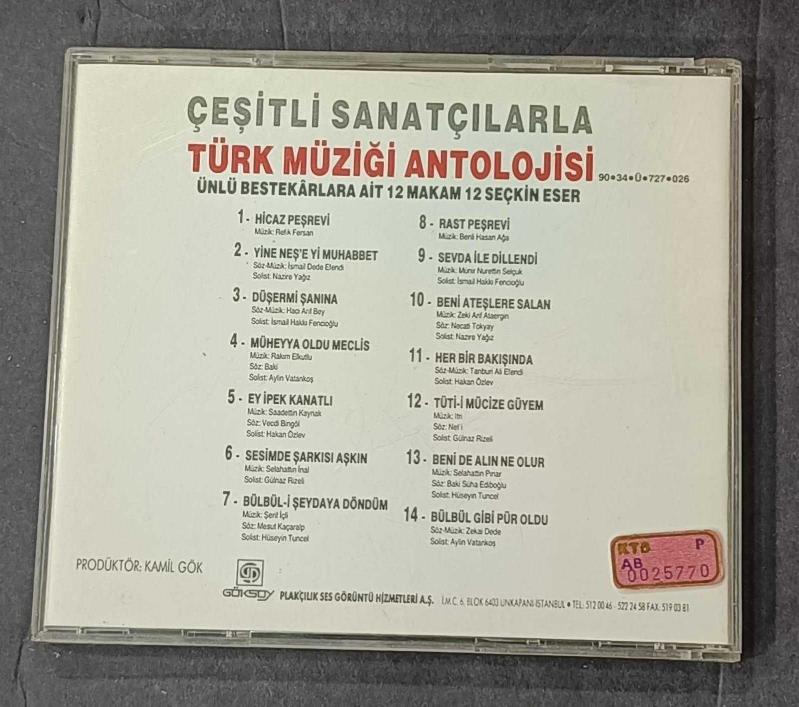 ÇEŞİTLİ SANATÇILARLA
TÜRK MÜZİĞİ ANTOLOJİSİ 90•34•Ü•727•026
ÜNLÜ BESTEKÂRLARA AİT 12 MAKAM 12 SEÇKİN ESER
1 - HİCAZ PEŞREVİ
Müzik: Refik Fersan
2 - YİNE NEŞ'E Yİ MUHABBET
Söz-Müzik: İsmail Dede Efendi
Solist: Nazire Yağız
3 - DÜŞERMİ ŞANINA
Söz-Müzik: Hacı Arif Bey
Solist: İsmail Hakkı Fencioğlu
4 - MÜHEYYA OLDU MECLİS
Müzik: Rakım Elkutlu
Söz: Baki
Solist: Aylin Vatankoş
5 - EY İPEK KANATLI
Müzik: Saadettin Kaynak
Söz: Vecdi Bingöl
Solist: Hakan Özlev
6 - SESİMDE ŞARKISI AŞKIN
Müzik: Selahattin İnal
Solist: Gülnaz Rizeli
7 - BÜLBÜL-İ ŞEYDAYA DÖNDÜM
Müzik: Şerif İçli
Söz: Mesut Kaçaralp
Solist: Hüseyin Tuncel
8 - RAST PEŞREVİ
Müzik: Benli Hasan Ağa
9 - SEVDA İLE DİLLENDİ
Müzik: Münir Nurettin Selçuk
Solist: İsmail Hakkı Fencioğlu
10 - BENİ ATEŞLERE SALAN
Müzik: Zeki Arif Ataergin
Söz: Necati Tokyay
Solist: Nazire Yağız
11 - HER BİR BAKIŞINDA
Söz-Müzik: Tanburi Ali Efendi
Solist: Hakan Özlev
12 - TÜTİ-İ MÜCİZE GÜYEM
Müzik: Itri
Söz: Nef'i
Solist: Gülnaz Rizeli
13 - BENİ DE ALIN NE OLUR
Müzik: Selahattin Pınar
Söz: Baki Süha Ediboğlu
Solist: Hüseyin Tuncel
14 - BÜLBÜL GİBİ PÜR OLDU
Söz-Müzik: Zekai Dede
Solist: Aylin Vatankoş
PRODÜKTÖR: KAMİL GÖK
KTB P
AB
0025770
GÖKSOY PLAKÇILIK SES GÖRÜNTÜ HİZMETLERİ A.Ş. İ.M.C. 6. BLOK 6403 UNKAPANI-İSTANBUL • TEL: 512 00 46 - 522 24 58 FAX: 519 03 81